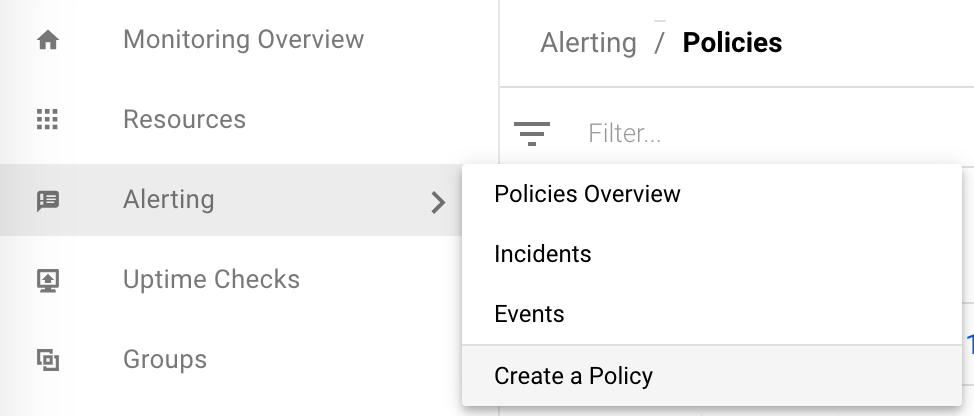 Monitoring Overview
Resources
Alerting
Uptime Checks
Groups
Alerting / Policies
Filter...
Policies Overview
Incidents
Events
Create a Policy